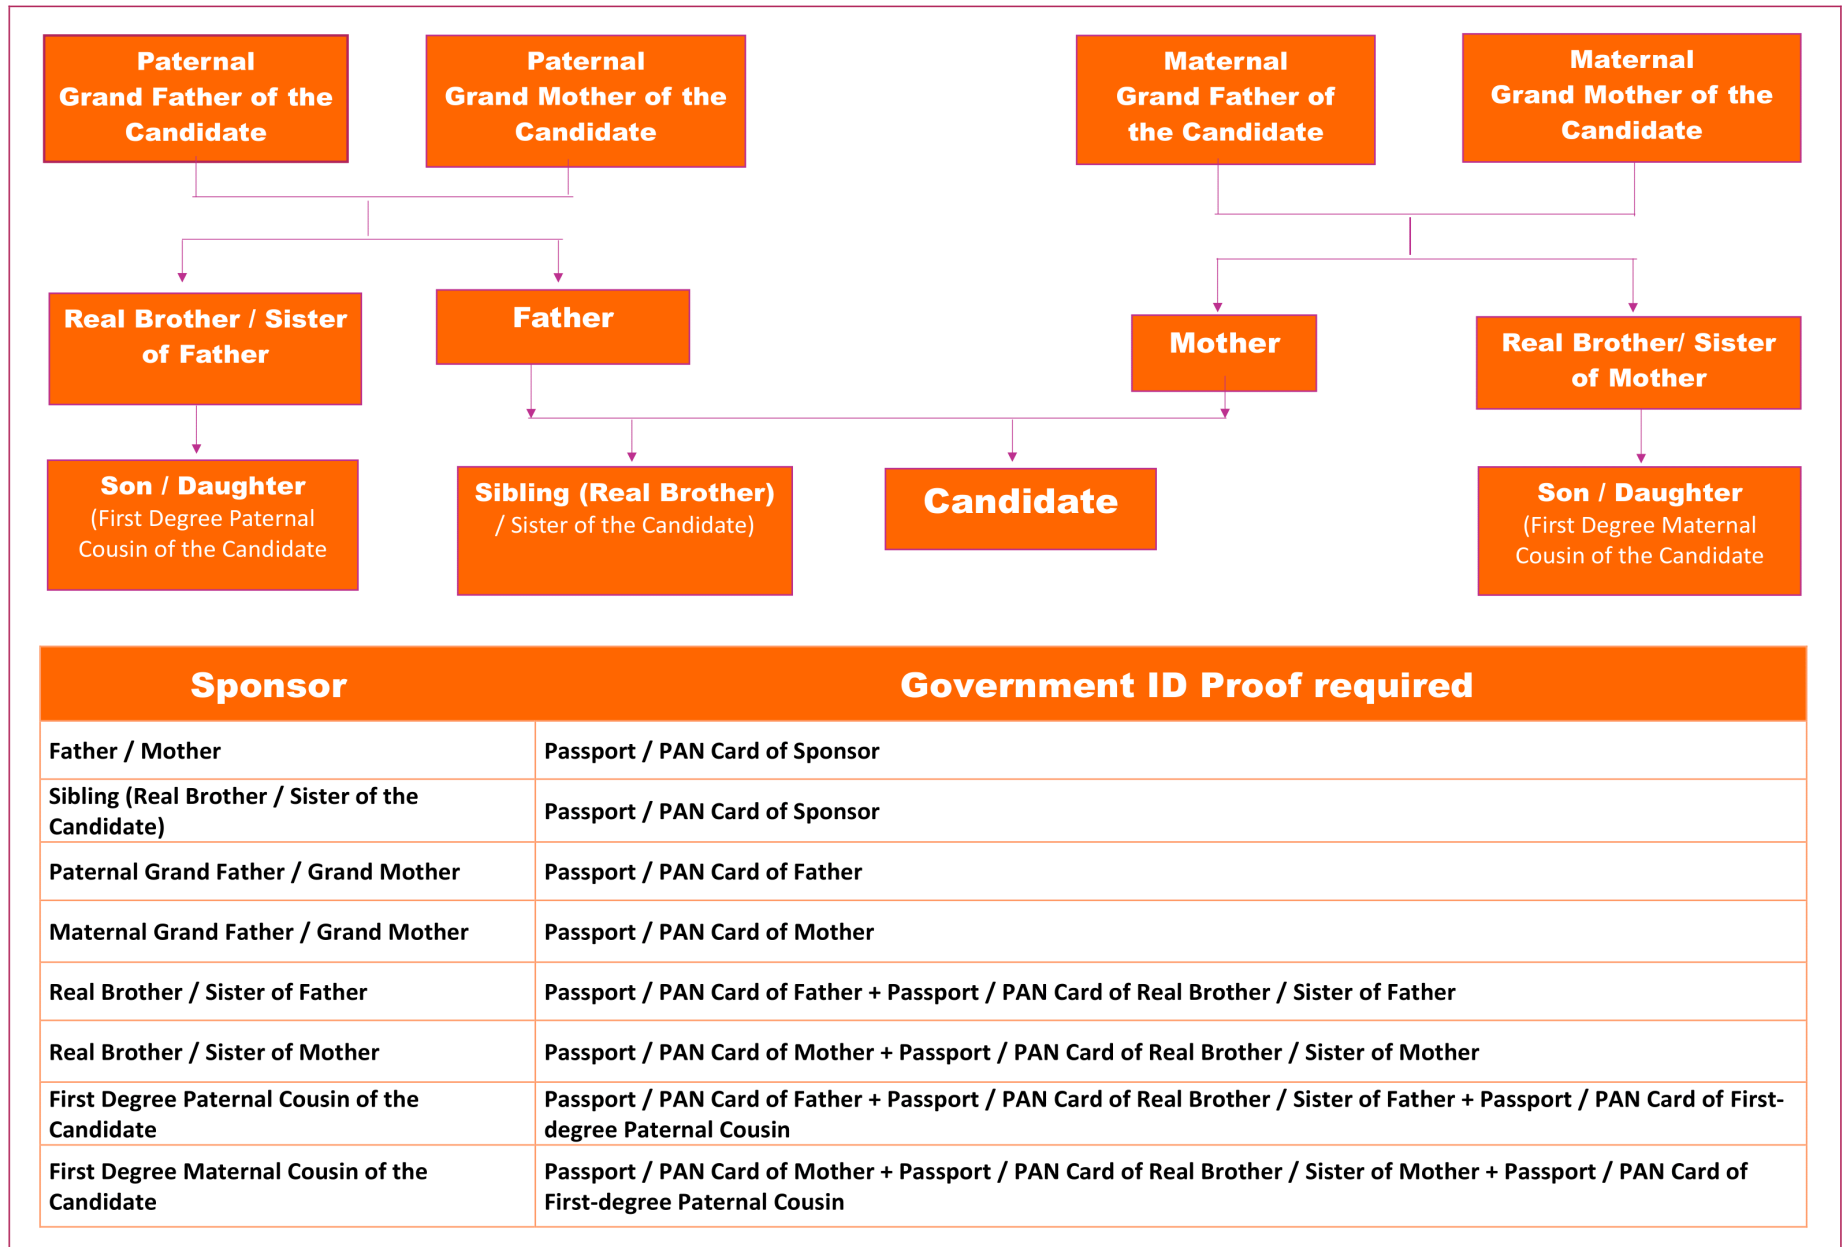 Paternal
Grand Father of the
Candidate
Paternal
Grand Mother of the
Candidate
Maternal
Grand Father of
the Candidate
Maternal
Grand Mother of the
Candidate
Real Brother / Sister
of Father
Father
Mother
Real Brother/ Sister
of Mother
Son / Daughter
(First Degree Paternal
Cousin of the Candidate
Sibling (Real Brother)
/ Sister of the Candidate)
Candidate
Son / Daughter
(First Degree Maternal
Cousin of the Candidate
Sponsor
Government ID Proof required
Father / Mother
Passport / PAN Card of Sponsor
Sibling (Real Brother / Sister of the
Candidate)
Passport / PAN Card of Sponsor
Paternal Grand Father / Grand Mother
Passport / PAN Card of Father
Maternal Grand Father / Grand Mother
Passport / PAN Card of Mother
Real Brother / Sister of Father
Passport / PAN Card of Father + Passport / PAN Card of Real Brother / Sister of Father
Real Brother / Sister of Mother
Passport / PAN Card of Mother + Passport / PAN Card of Real Brother / Sister of Mother
First Degree Paternal Cousin of the
Candidate
Passport / PAN Card of Father + Passport / PAN Card of Real Brother / Sister of Father + Passport / PAN Card of First-
degree Paternal Cousin
First Degree Maternal Cousin of the
Candidate
Passport / PAN Card of Mother + Passport / PAN Card of Real Brother / Sister of Mother + Passport / PAN Card of
First-degree Paternal Cousin